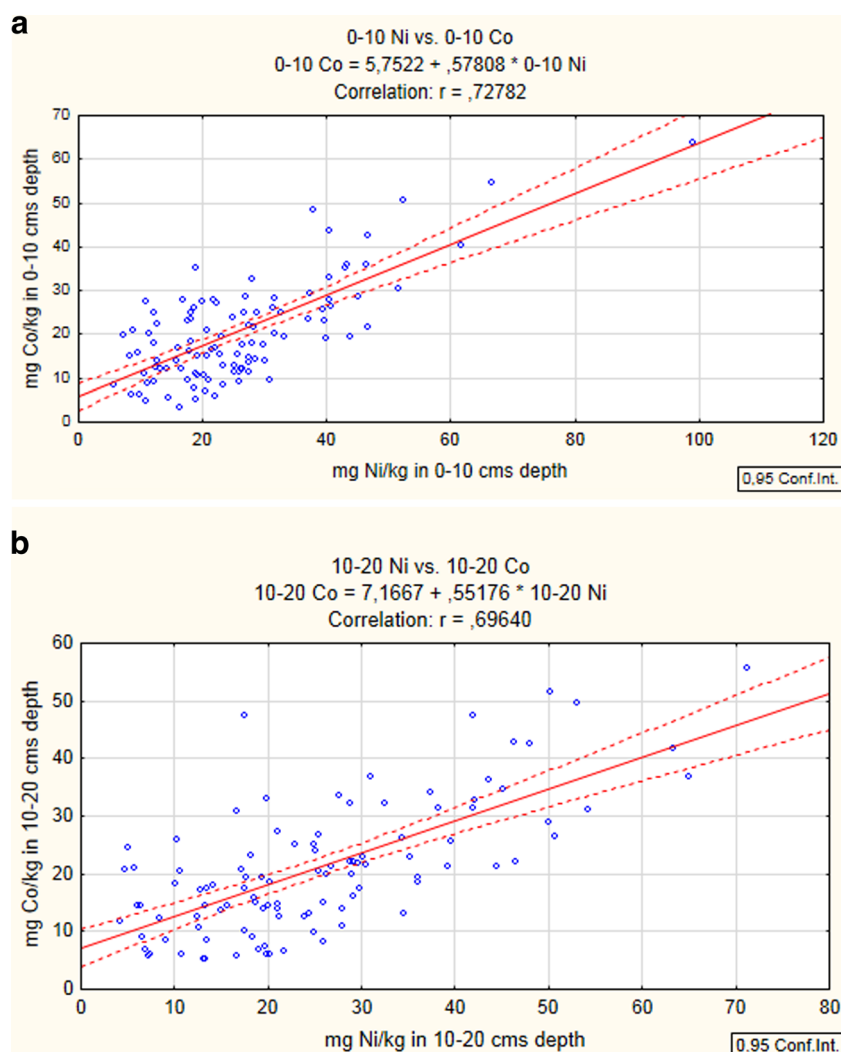 a
0-10 Ni vs. 0-10 Co
0-10 Co = 5,7522 + ,57808 * 0-10 Ni
Correlation: r = ,72782
70
60
50
40
30
20
10
0
mg Co/kg in 0-10 cms depth
0 20 40 60 80 100 120
mg Ni/kg in 0-10 cms depth
0,95 Conf.Int.
b
10-20 Ni vs. 10-20 Co
10-20 Co = 7,1667 + ,55176 * 10-20 Ni
Correlation: r = ,69640
60
50
40
30
20
10
0
mg Co/kg in 10-20 cms depth
0 10 20 30 40 50 60 70 80
mg Ni/kg in 10-20 cms depth
0,95 Conf.Int.